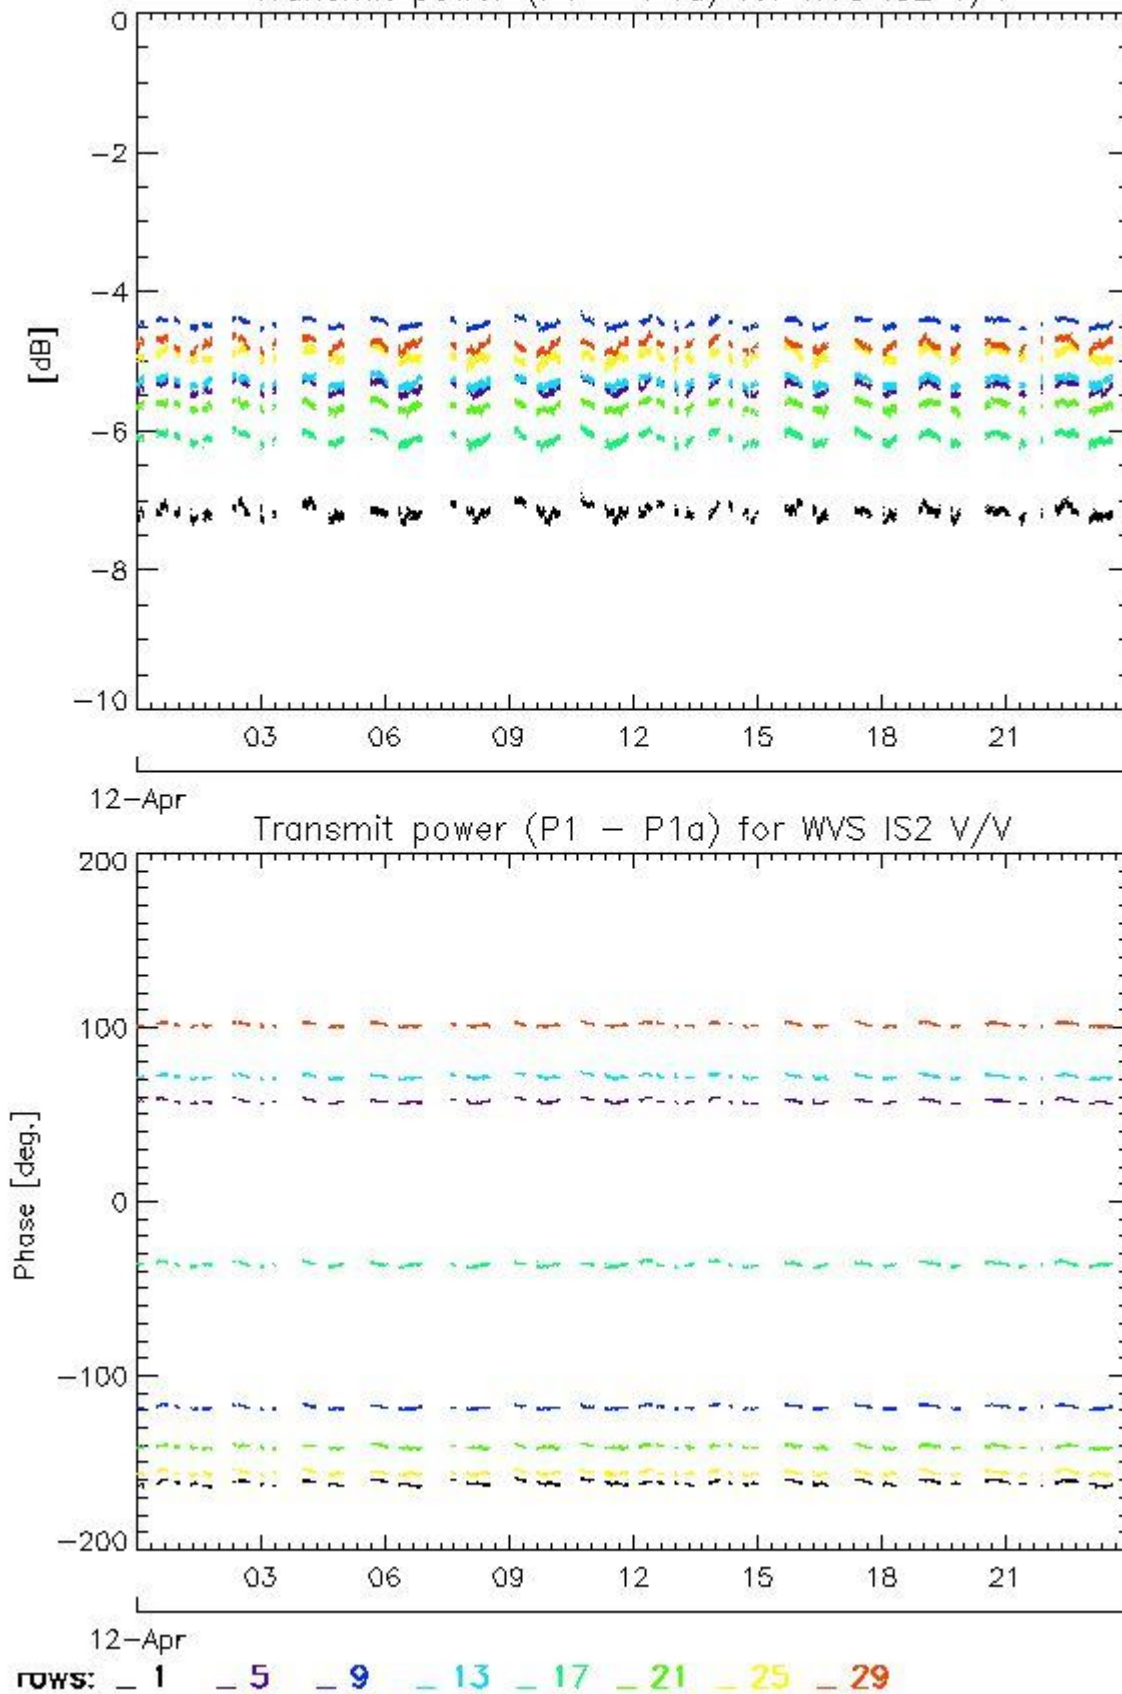 0
−2
−4
[dB]
−6
−8
−10
03 06 09 12 15 18 21
12−Apr
Transmit power (P1 − P1a) for WVS IS2 V/V
200
100
Phase [deg.]
0
−100
−200
03 06 09 12 15 18 21
12−Apr
rows: _ 1 _ 5 _ 9 _ 13 _ 17 _ 21 _ 25 _ 29